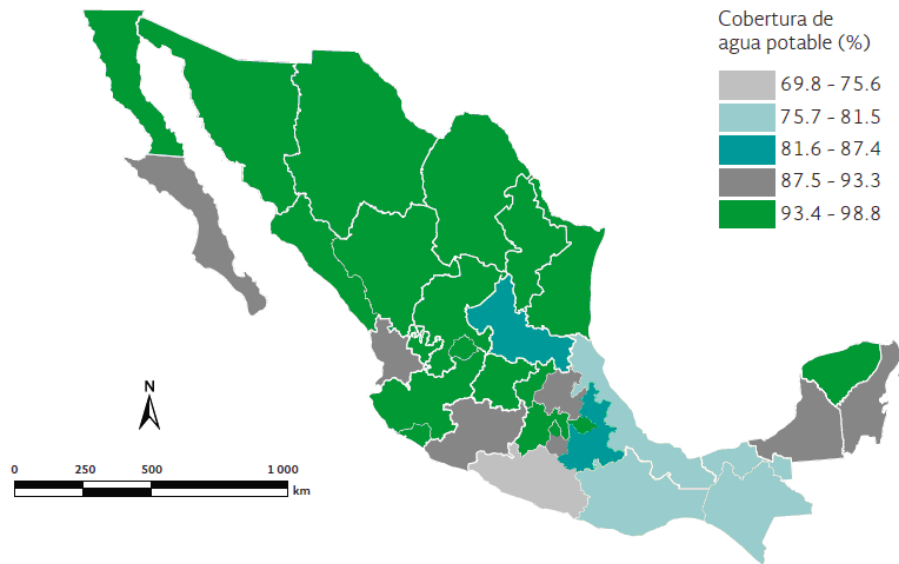 Cobertura de
agua potable (%)
69.8 - 75.6
75.7 - 81.5
81.6 - 87.4
87.5 - 93.3
93.4 - 98.8
N
0 250 500 1 000
km